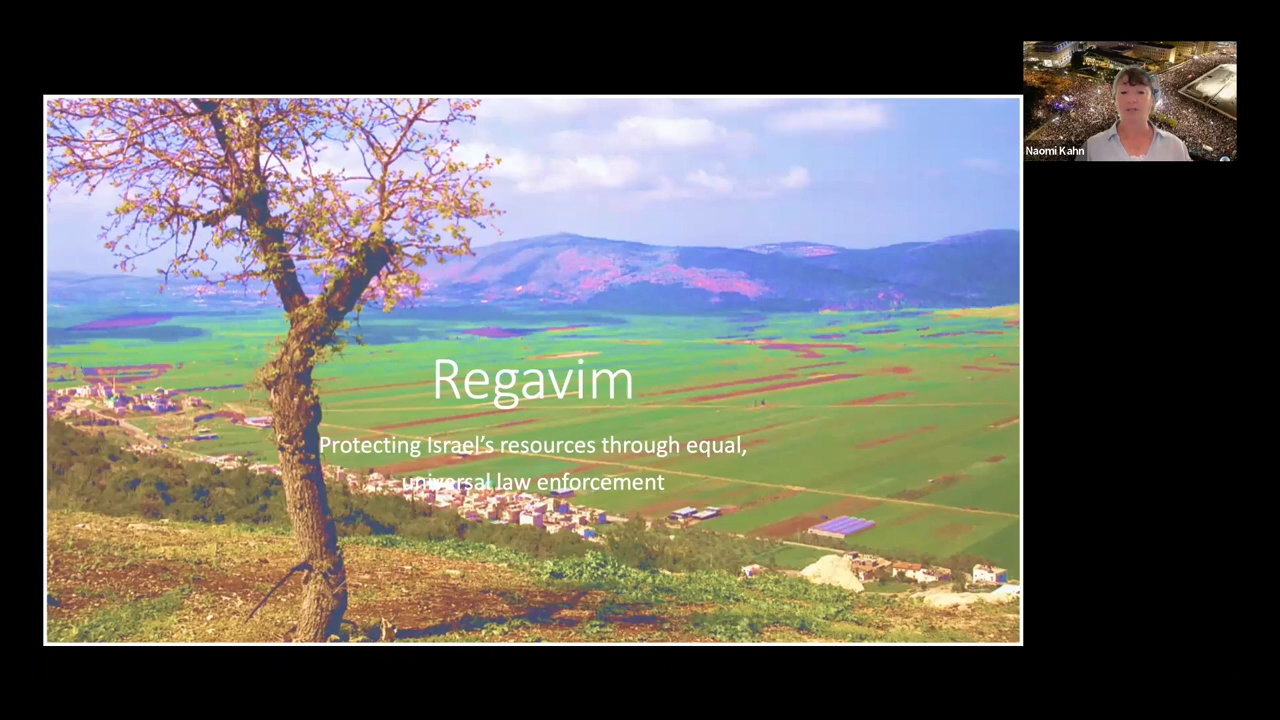 Regavim
Protecting Israel's resources through equal,
universal law enforcement
Naomi Kahn